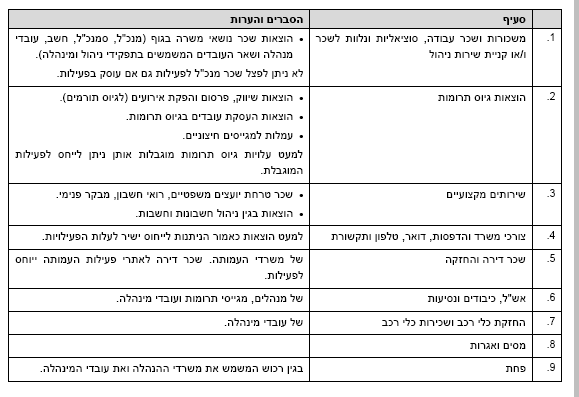 סעיף
הסברים והערות
1.
משכורות ושכר עבודה, סוציאליות ונלוות לשכר
ו/או קניית שירות ניהול
• הוצאות שכר נושאי משרה בגוף (מנכ"ל, סמנכ"ל, חשב, עובדי
מנהלה ושאר העובדים המשמשים בתפקידי ניהול ומינהלה).
לא ניתן לפצל שכר מנכ"ל לפעילות גם אם עוסק בפעילות.
2.
הוצאות גיוס תרומות
• הוצאות שיווק, פרסום והפקת אירועים (לגיוס תורמים).
• הוצאות העסקת עובדים בגיוס תרומות.
• עמלות למגייסים חיצוניים.
למעט עלויות גיוס תרומות מוגבלות אותן ניתן לייחס לפעילות
המוגבלת.
3.
שירותים מקצועיים
• שכר טרחת יועצים משפטיים, רואי חשבון, מבקר פנימי.
• הוצאות בגין ניהול חשבונות וחשבות.
4.
צורכי משרד והדפסות, דואר, טלפון ותקשורת
למעט הוצאות כאמור הניתנות לייחוס ישיר לעלות הפעילויות.
5.
שכר דירה והחזקה
של משרדי העמותה. שכר דירה לאתרי פעילות העמותה ייוחס
לפעילות.
6.
אש"ל, כיבודים ונסיעות
של מנהלים, מגייסי תרומות ועובדי מינהלה.
7.
החזקת כלי רכב ושכירות כלי רכב
של עובדי מינהלה.
8.
מסים ואגרות
9.
פחת
בגין רכוש המשמש את משרדי ההנהלה ואת עובדי המינהלה.